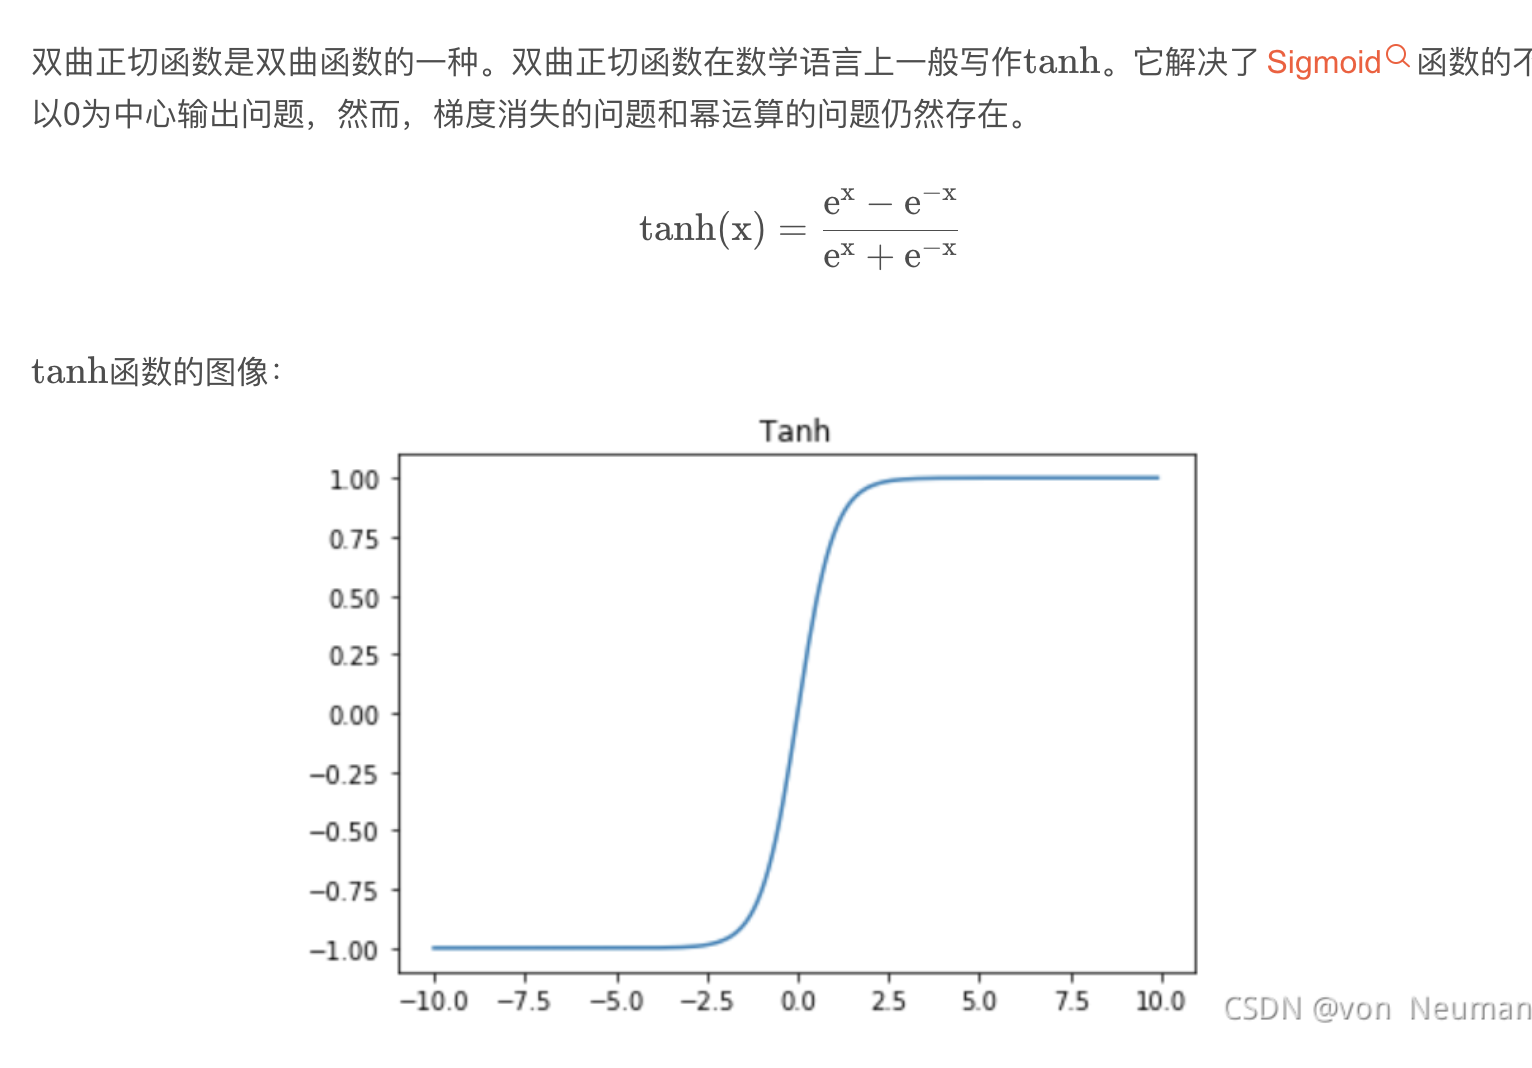 双曲正切函数是双曲函数的一种。双曲正切函数在数学语言上一般写作tanh。它解决了 Sigmoid 函数的不
以0为中心输出问题，然而，梯度消失的问题和幂运算的问题仍然存在。
tanh(x) = (e^x − e^−x) / (e^x + e^−x)
tanh函数的图像：
Tanh
1.00
0.75
0.50
0.25
0.00
−0.25
−0.50
−0.75
−1.00
−10.0 −7.5 −5.0 −2.5 0.0 2.5 5.0 7.5 10.0
CSDN @von Neuman